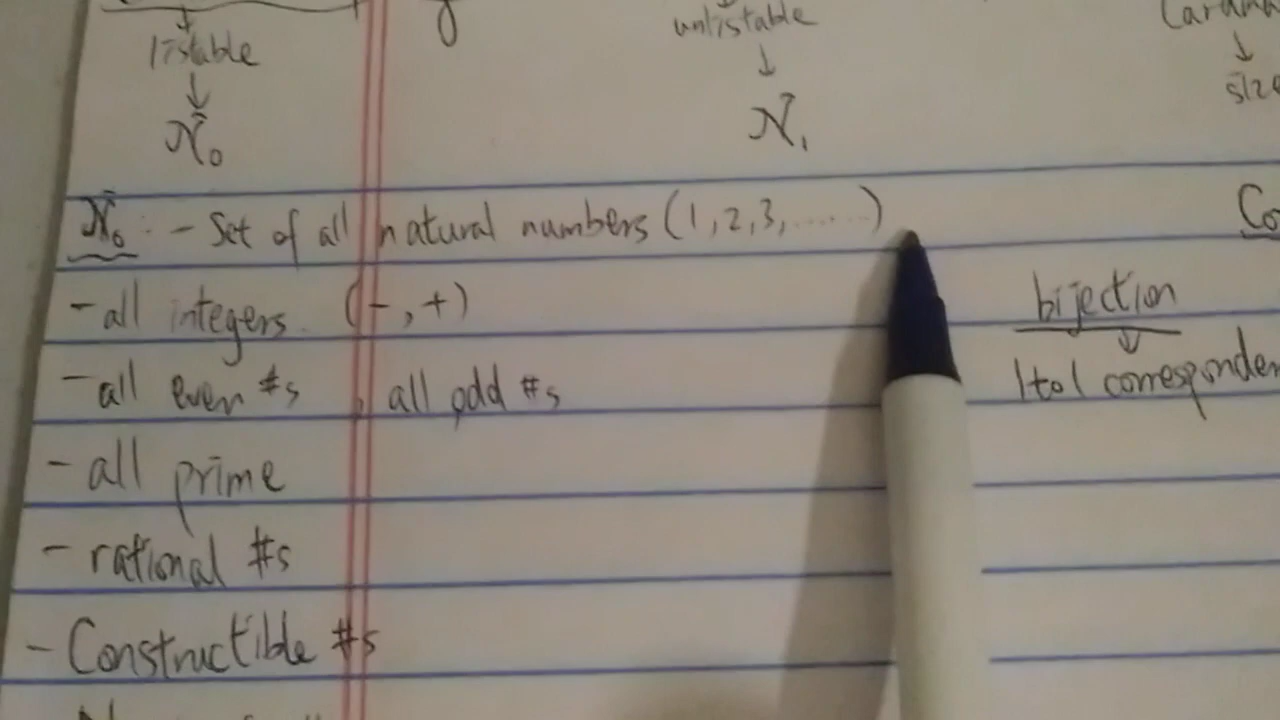 listable
unlistable
↓
↓
ℵ₀
ℵ₁
ℵ₀ : - Set of all natural numbers (1,2,3,......)
- all integers (-,+)
bijection
- all even #s , all odd #s
1 to 1
- all prime
- rational #s
- Constructible #s